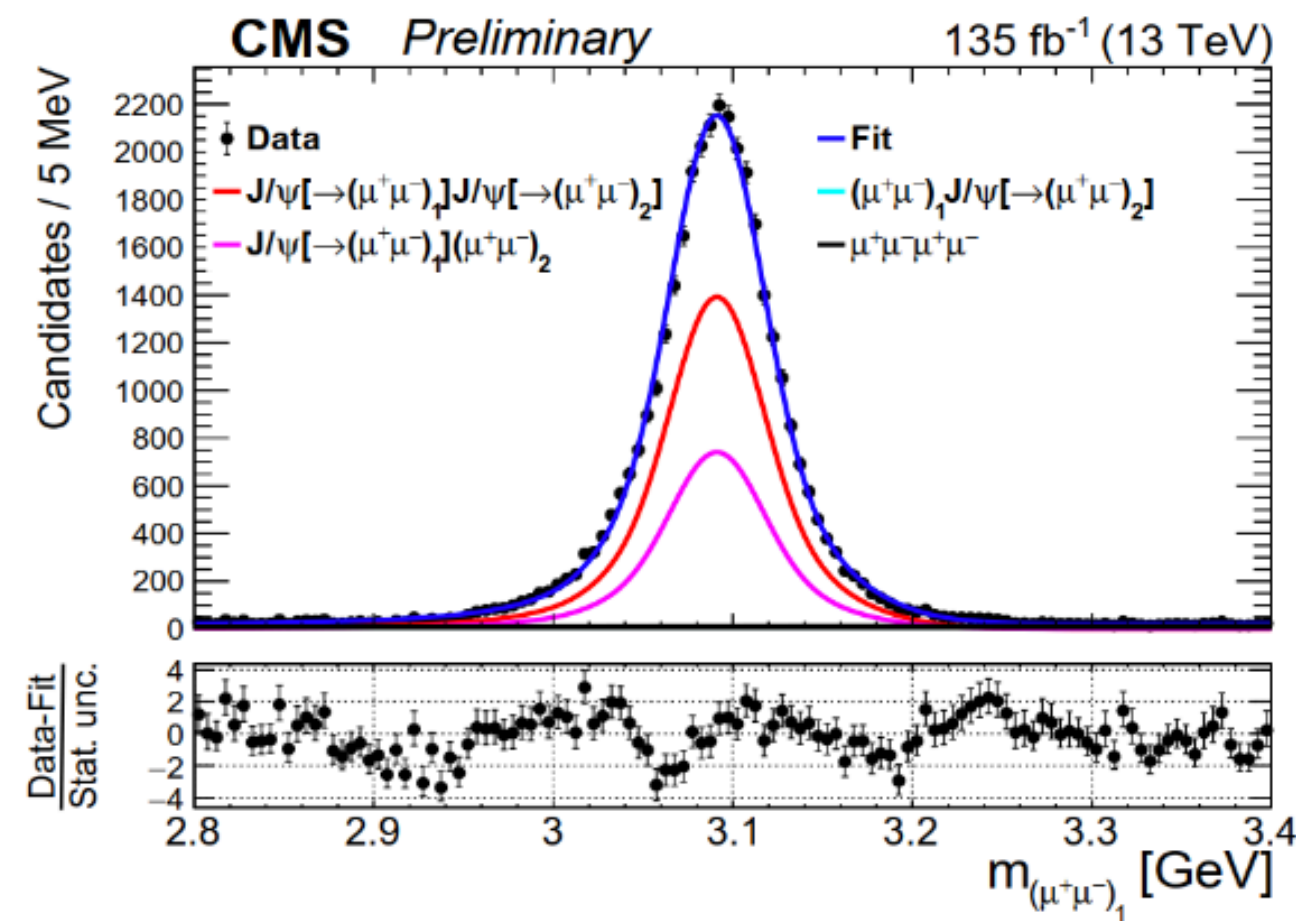 CMS Preliminary 135 fb⁻¹ (13 TeV)
Candidates / 5 MeV
2200
2000
1800
1600
1400
1200
1000
800
600
400
200
0
Data
J/ψ[→(μ⁺μ⁻)₁]J/ψ[→(μ⁺μ⁻)₂]
J/ψ[→(μ⁺μ⁻)₁](μ⁺μ⁻)₂
Fit
(μ⁺μ⁻)₁J/ψ[→(μ⁺μ⁻)₂]
μ⁺μ⁻μ⁺μ⁻
Data-Fit
Stat. unc.
4
2
0
−2
−4
2.8 2.9 3 3.1 3.2 3.3 3.4
m(μ⁺μ⁻)₁ [GeV]